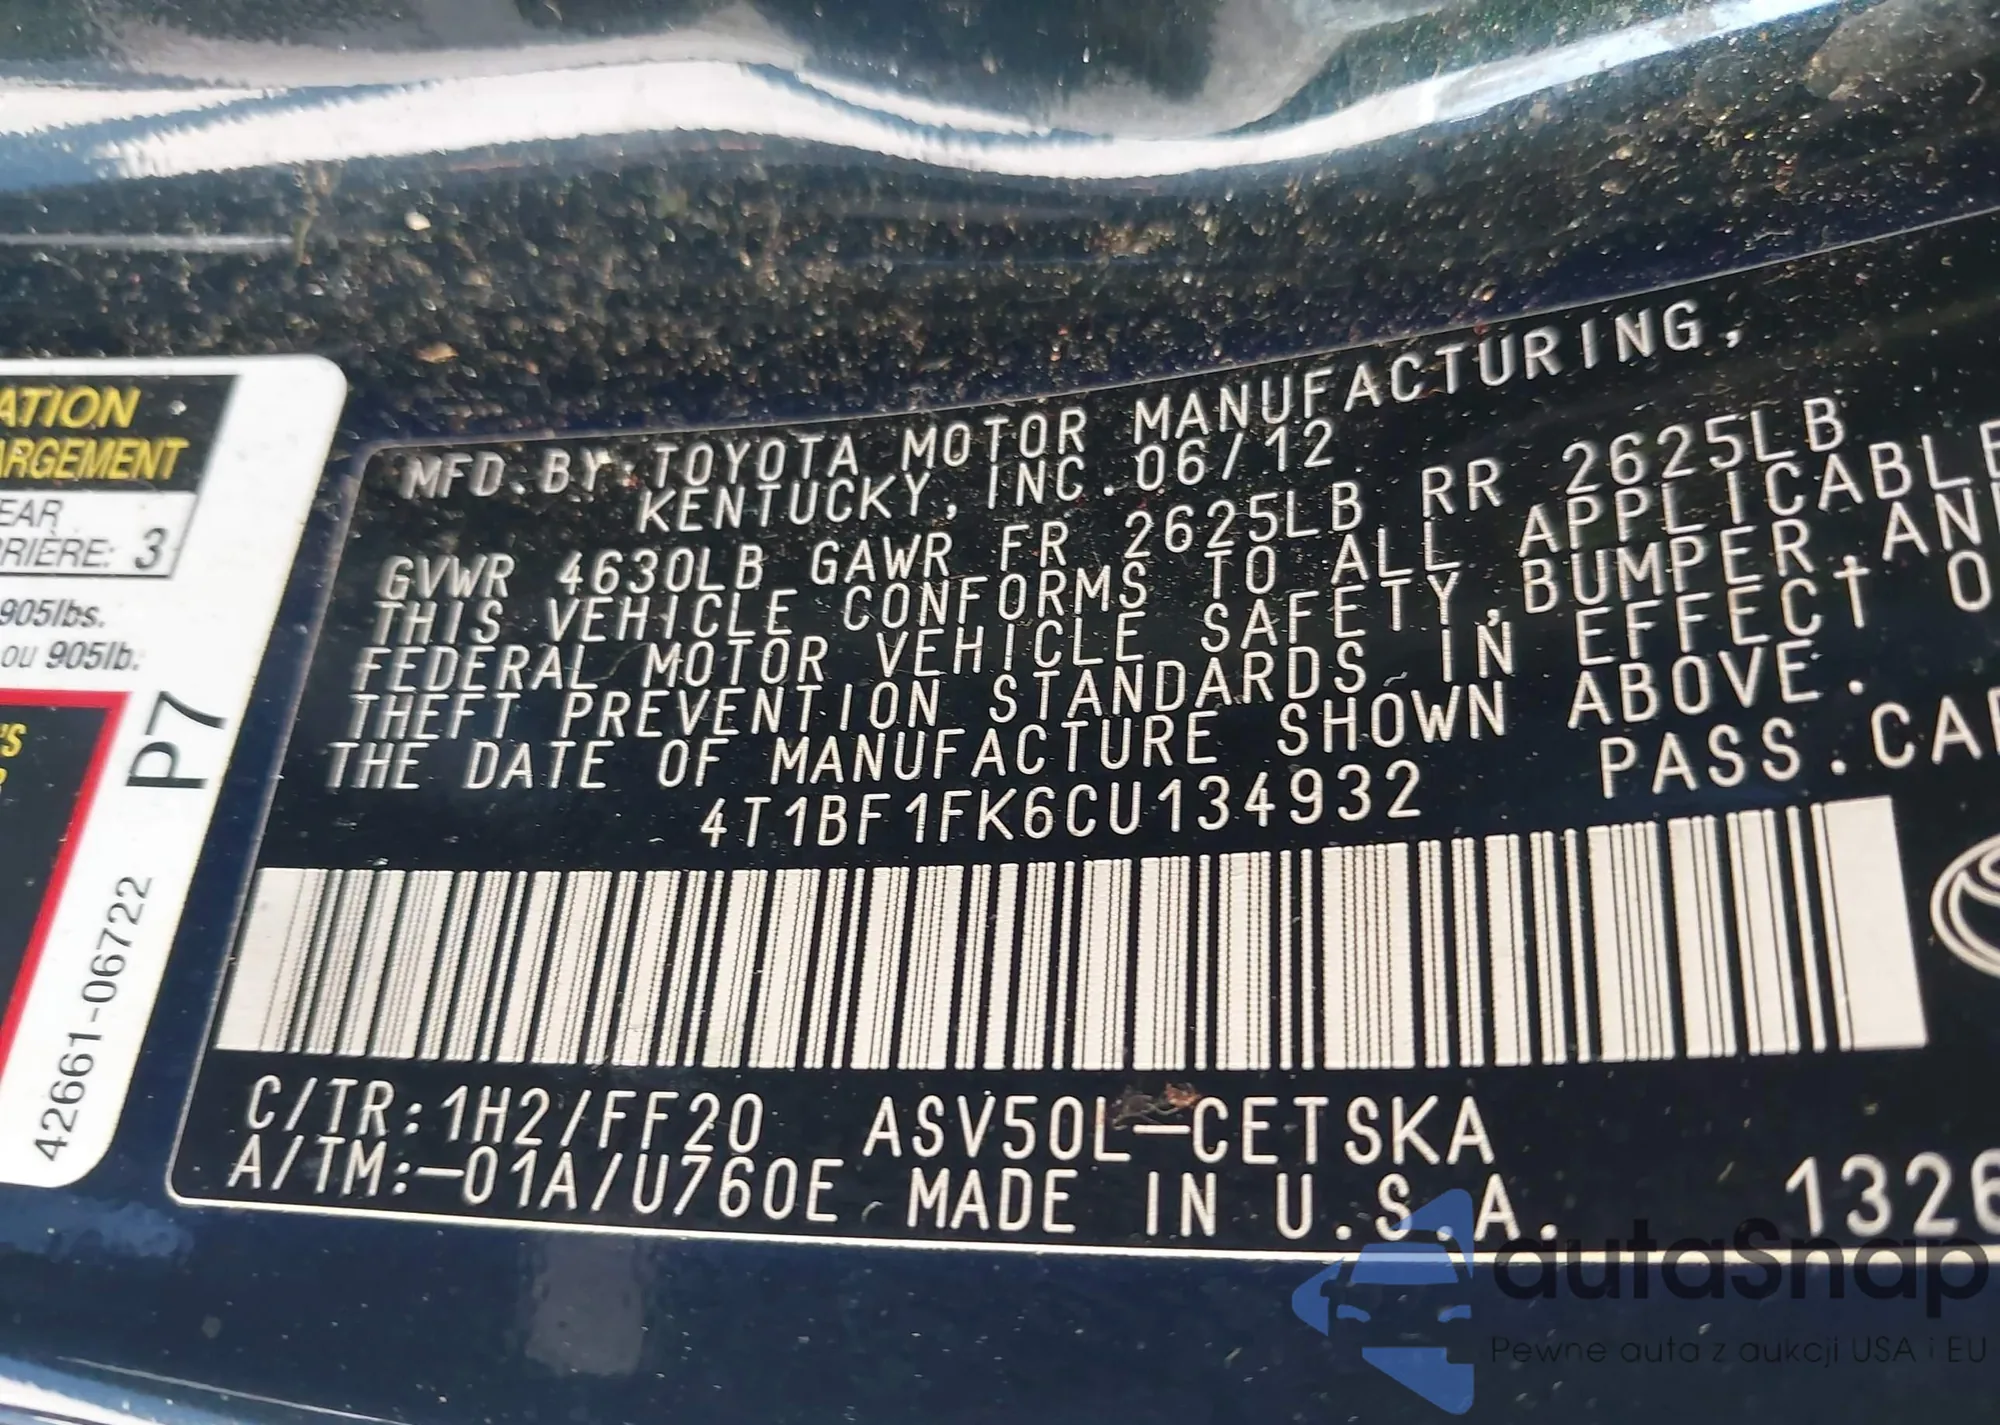 ATION
ARGEMENT
EAR
RRIÈRE: 3
905lbs.
ou 905lb.
'S
P7
42661-06722
MFD. BY: TOYOTA MOTOR MANUFACTURING,
KENTUCKY, INC. 06/12
GVWR 4630LB GAWR FR 2625LB RR 2625LB
THIS VEHICLE CONFORMS TO ALL APPLICABLE
FEDERAL MOTOR VEHICLE SAFETY, BUMPER, AN
THEFT PREVENTION STANDARDS IN EFFECT O
THE DATE OF MANUFACTURE SHOWN ABOVE.
4T1BF1FK6CU134932 PASS.CAR
C/TR:1H2/FF20 ASV50L-CETSKA
A/TM:-01A/U760E MADE IN U.S.A. 1326
autaSnap
Pewne auta z aukcji USA i EU